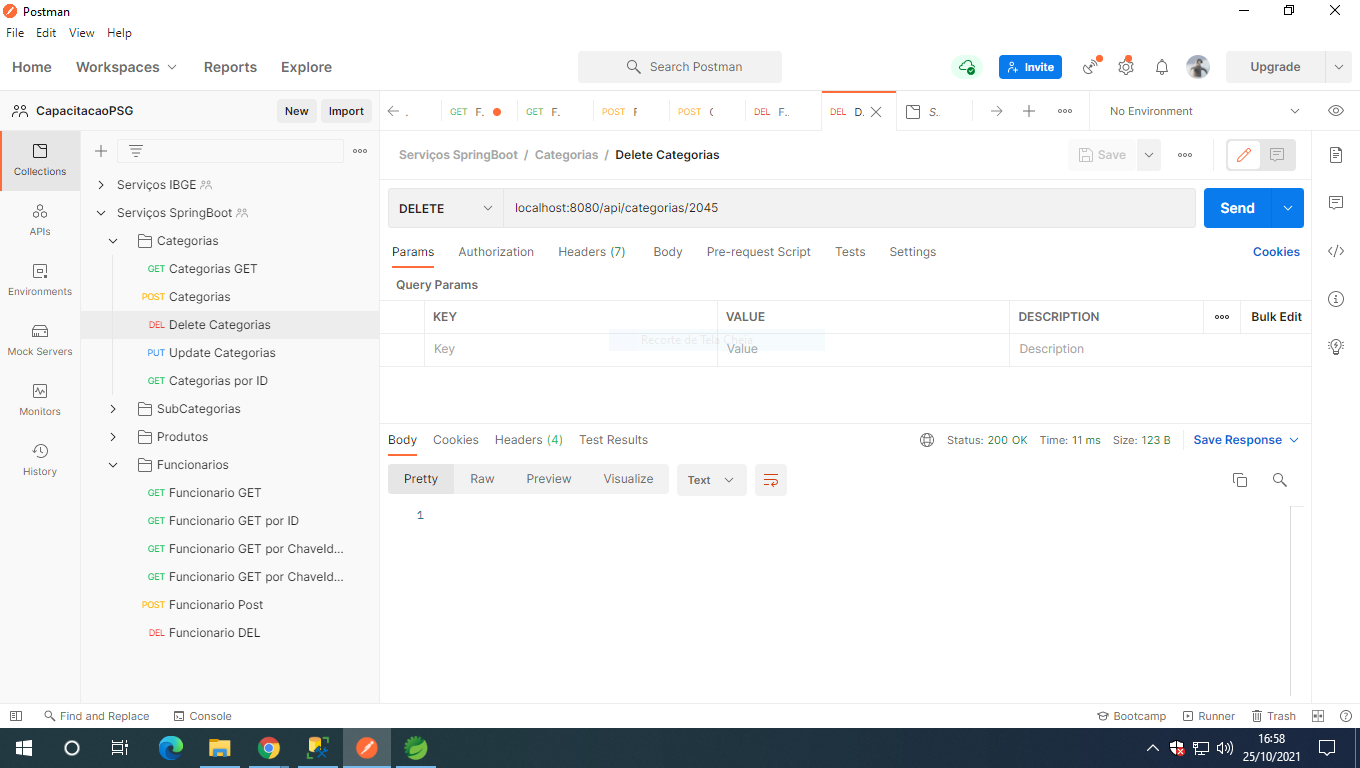 Postman
File Edit View Help
Home Workspaces Reports Explore Search Postman Invite Upgrade
CapacitacaoPSG New Import
GET F. GET F. POST F DEL F.. DEL D. S. No Environment
Collections
APIs
Environments
Mock Servers
Monitors
History
Serviços IBGE
Serviços SpringBoot
Categorias
GET Categorias GET
POST Categorias
DEL Delete Categorias
PUT Update Categorias
GET Categorias por ID
SubCategorias
Produtos
Funcionarios
GET Funcionario GET
GET Funcionario GET por ID
GET Funcionario GET por ChaveId...
GET Funcionario GET por ChaveId...
POST Funcionario Post
DEL Funcionario DEL
Serviços SpringBoot / Categorias / Delete Categorias Save
DELETE localhost:8080/api/categorias/2045 Send
Params Authorization Headers (7) Body Pre-request Script Tests Settings Cookies
Query Params
KEY VALUE DESCRIPTION Bulk Edit
Recorte de Tela Cheia
Key Value Description
Body Cookies Headers (4) Test Results Status: 200 OK Time: 11 ms Size: 123 B Save Response
Pretty Raw Preview Visualize Text
1
Find and Replace Console Bootcamp Runner Trash
16:58
25/10/2021